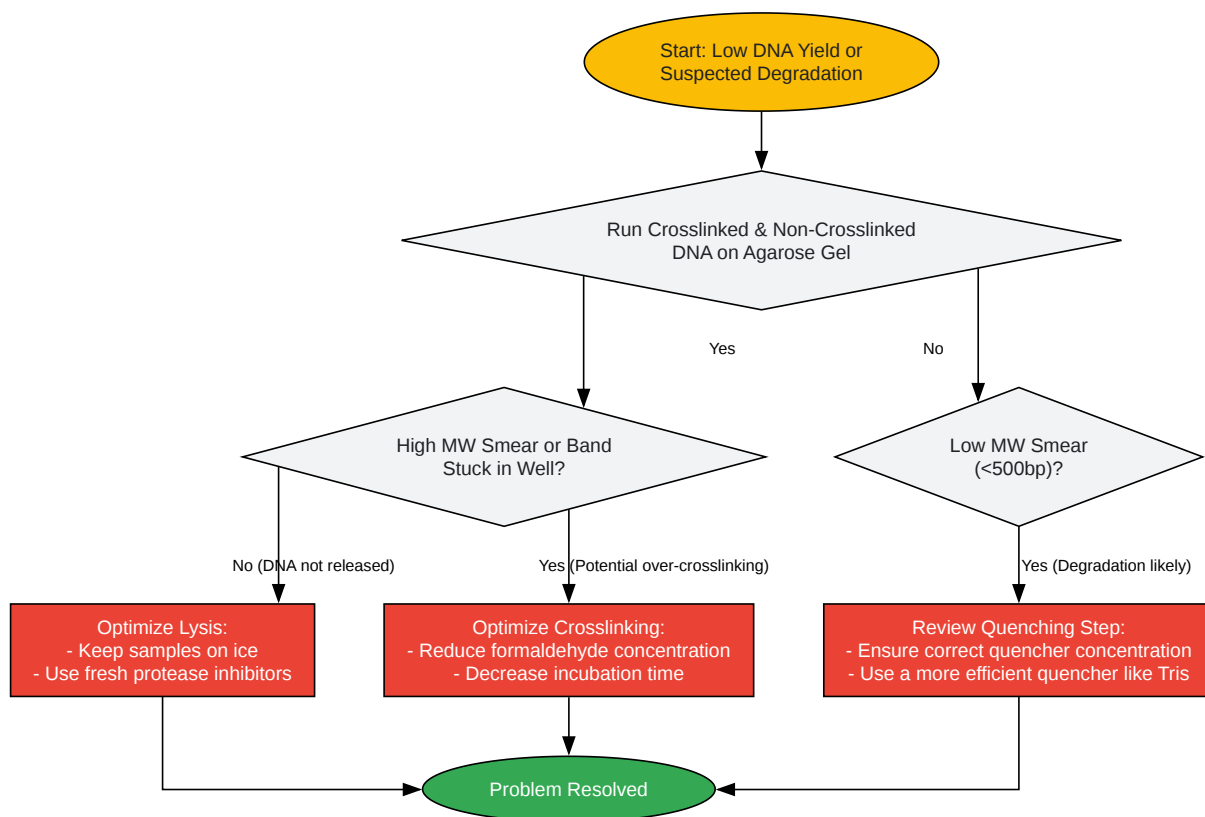 Start: Low DNA Yield or
Suspected Degradation
Run Crosslinked & Non-Crosslinked
DNA on Agarose Gel
Yes
No
High MW Smear or Band
Stuck in Well?
Low MW Smear
(<500bp)?
No (DNA not released)
Yes (Potential over-crosslinking)
Yes (Degradation likely)
Optimize Lysis:
- Keep samples on ice
- Use fresh protease inhibitors
Optimize Crosslinking:
- Reduce formaldehyde concentration
- Decrease incubation time
Review Quenching Step:
- Ensure correct quencher concentration
- Use a more efficient quencher like Tris
Problem Resolved